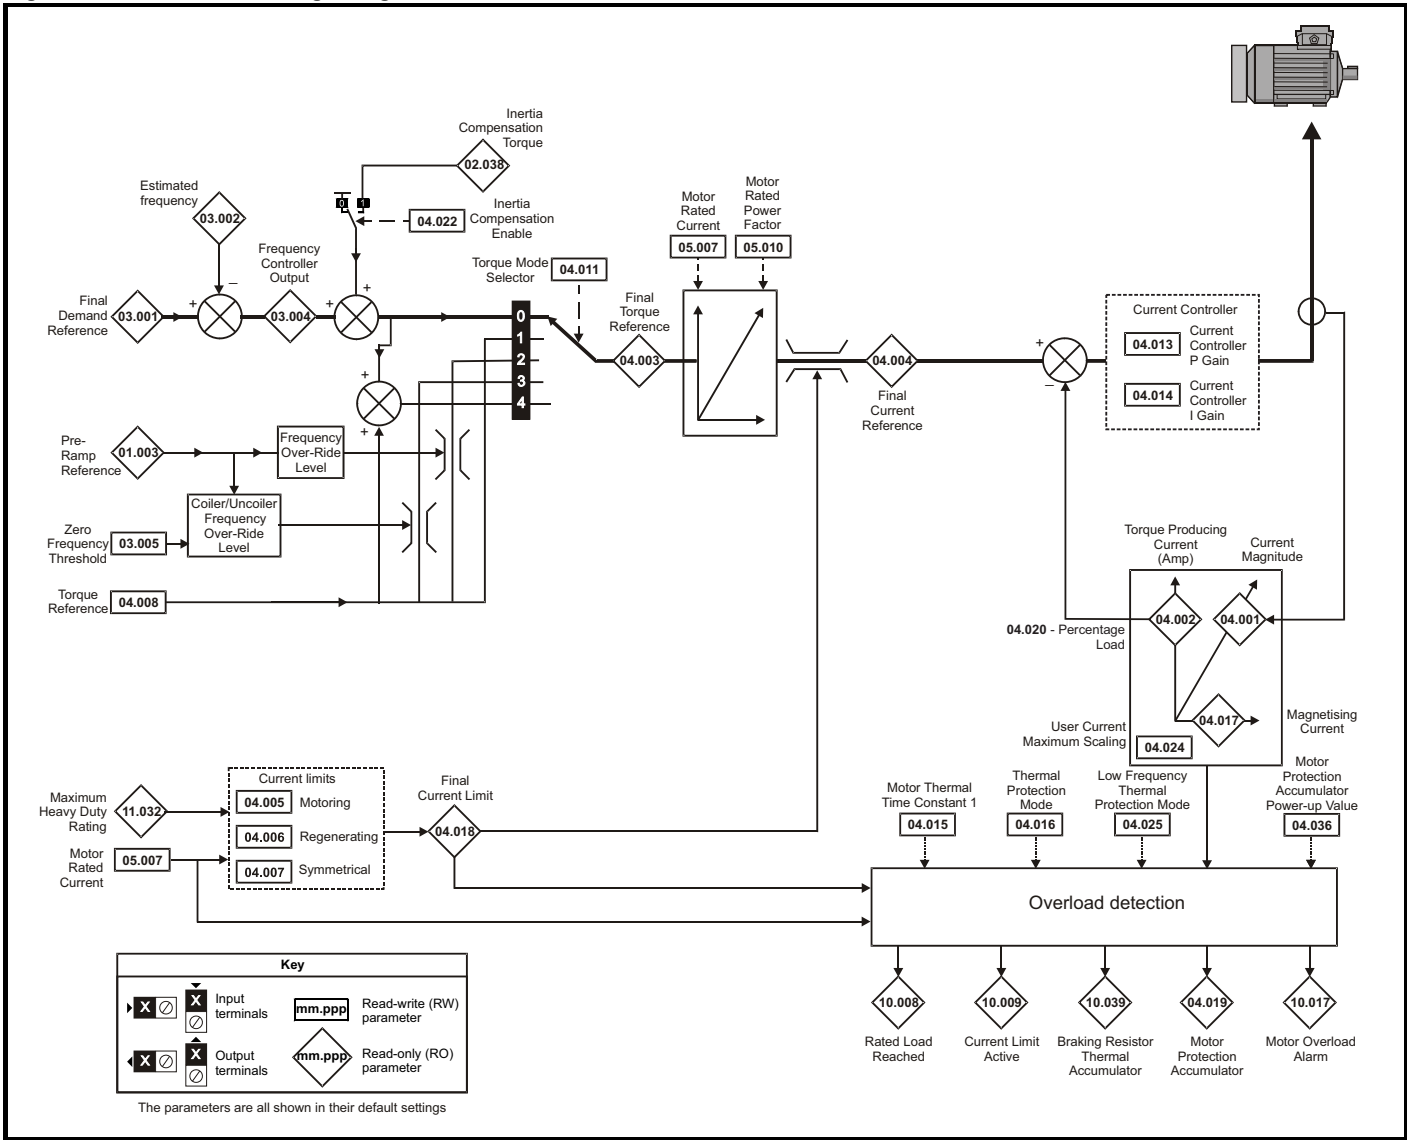 Inertia
Compensation
Torque
02.038
Estimated
frequency
03.002
0
1
04.022
Inertia
Compensation
Enable
Motor
Rated
Current
05.007
Motor
Rated
Power
Factor
05.010
Frequency
Controller
Output
Torque Mode
Selector
04.011
Final
Demand
Reference
03.001
+
–
03.004
+
+
0
1
2
3
4
Final
Torque
Reference
04.003
04.004
Final
Current
Reference
+
–
Current Controller
04.013
Current
Controller
P Gain
04.014
Current
Controller
I Gain
+
+
Pre-
Ramp
Reference
01.003
Frequency
Over-Ride
Level
Coiler/Uncoiler
Frequency
Over-Ride
Level
Zero
Frequency
Threshold
03.005
Torque
Reference
04.008
Torque Producing
Current
(Amp)
Current
Magnitude
04.002
04.001
04.020 - Percentage
Load
04.017
Magnetising
Current
User Current
Maximum Scaling
04.024
Maximum
Heavy Duty
Rating
11.032
Motor
Rated
Current
05.007
Current limits
04.005
Motoring
04.006
Regenerating
04.007
Symmetrical
Final
Current Limit
04.018
Motor Thermal
Time Constant 1
04.015
Thermal
Protection
Mode
04.016
Low Frequency
Thermal
Protection Mode
04.025
Motor
Protection
Accumulator
Power-up Value
04.036
Overload detection
10.008
Rated Load
Reached
10.009
Current Limit
Active
10.039
Braking Resistor
Thermal
Accumulator
04.019
Motor
Protection
Accumulator
10.017
Motor Overload
Alarm
Key
X
X
Input
terminals
mm.ppp
Read-write (RW)
parameter
X
X
Output
terminals
mm.ppp
Read-only (RO)
parameter
The parameters are all shown in their default settings